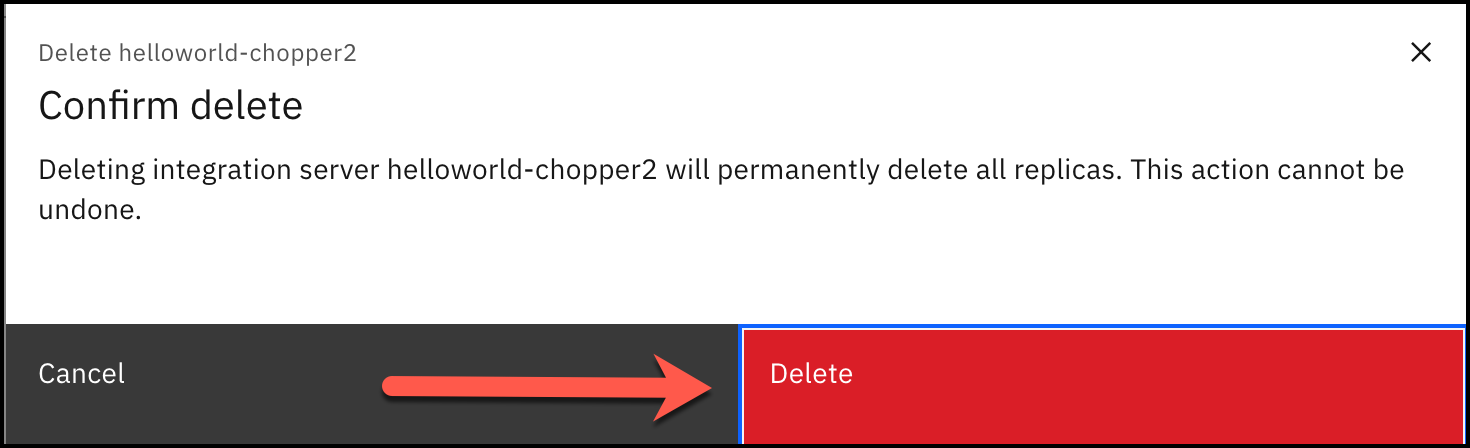 Delete helloworld-chopper2
Confirm delete
Deleting integration server helloworld-chopper2 will permanently delete all replicas. This action cannot be
undone.
Cancel
Delete